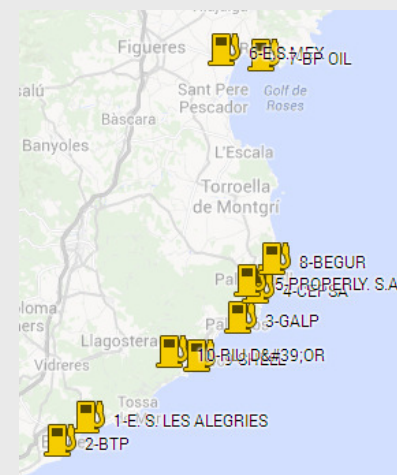 Figueres
6-E.S.MEX
7-BP OIL
Sant Pere
Pescador
Golf de
Roses
Bàscara
Banyoles
L'Escala
Torroella
de Montgrí
8-BEGUR
5-PROPERLY. S.A
4-CEPSA
3-GALP
Llagostera
10-RIU D&#39;OR
Vidreres
Tossa
1-E. S. LES ALEGRIES
2-BTP